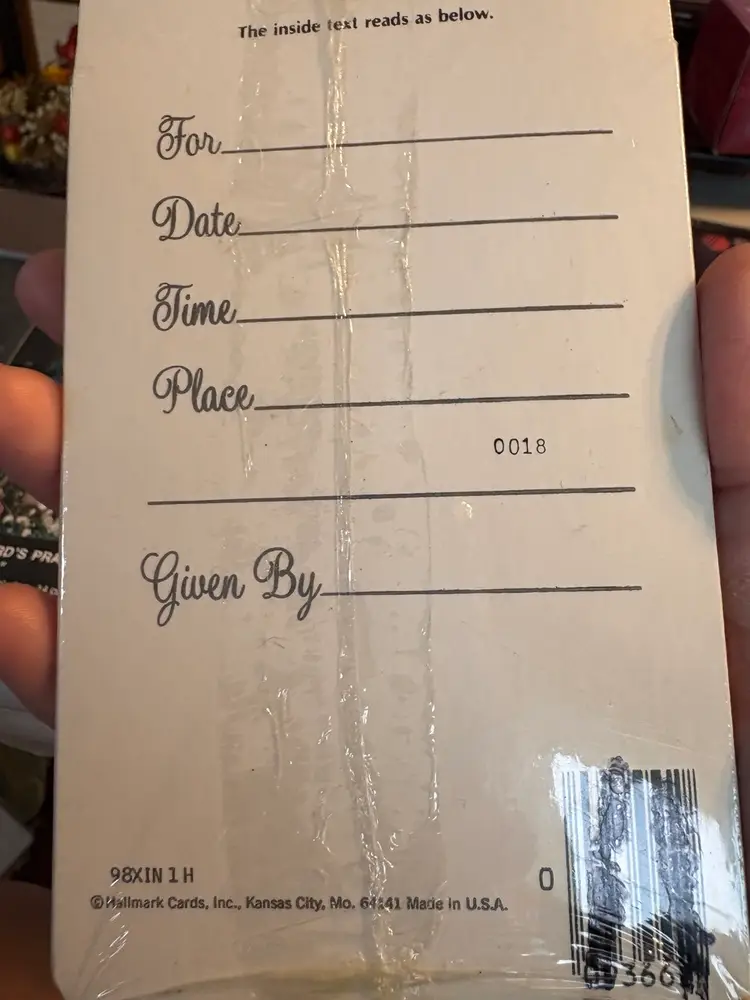 The inside text reads as below.
For
Date
Time
Place
0018
Given By
98XIN 1 H
0
© Hallmark Cards, Inc., Kansas City, Mo. 64141 Made in U.S.A.